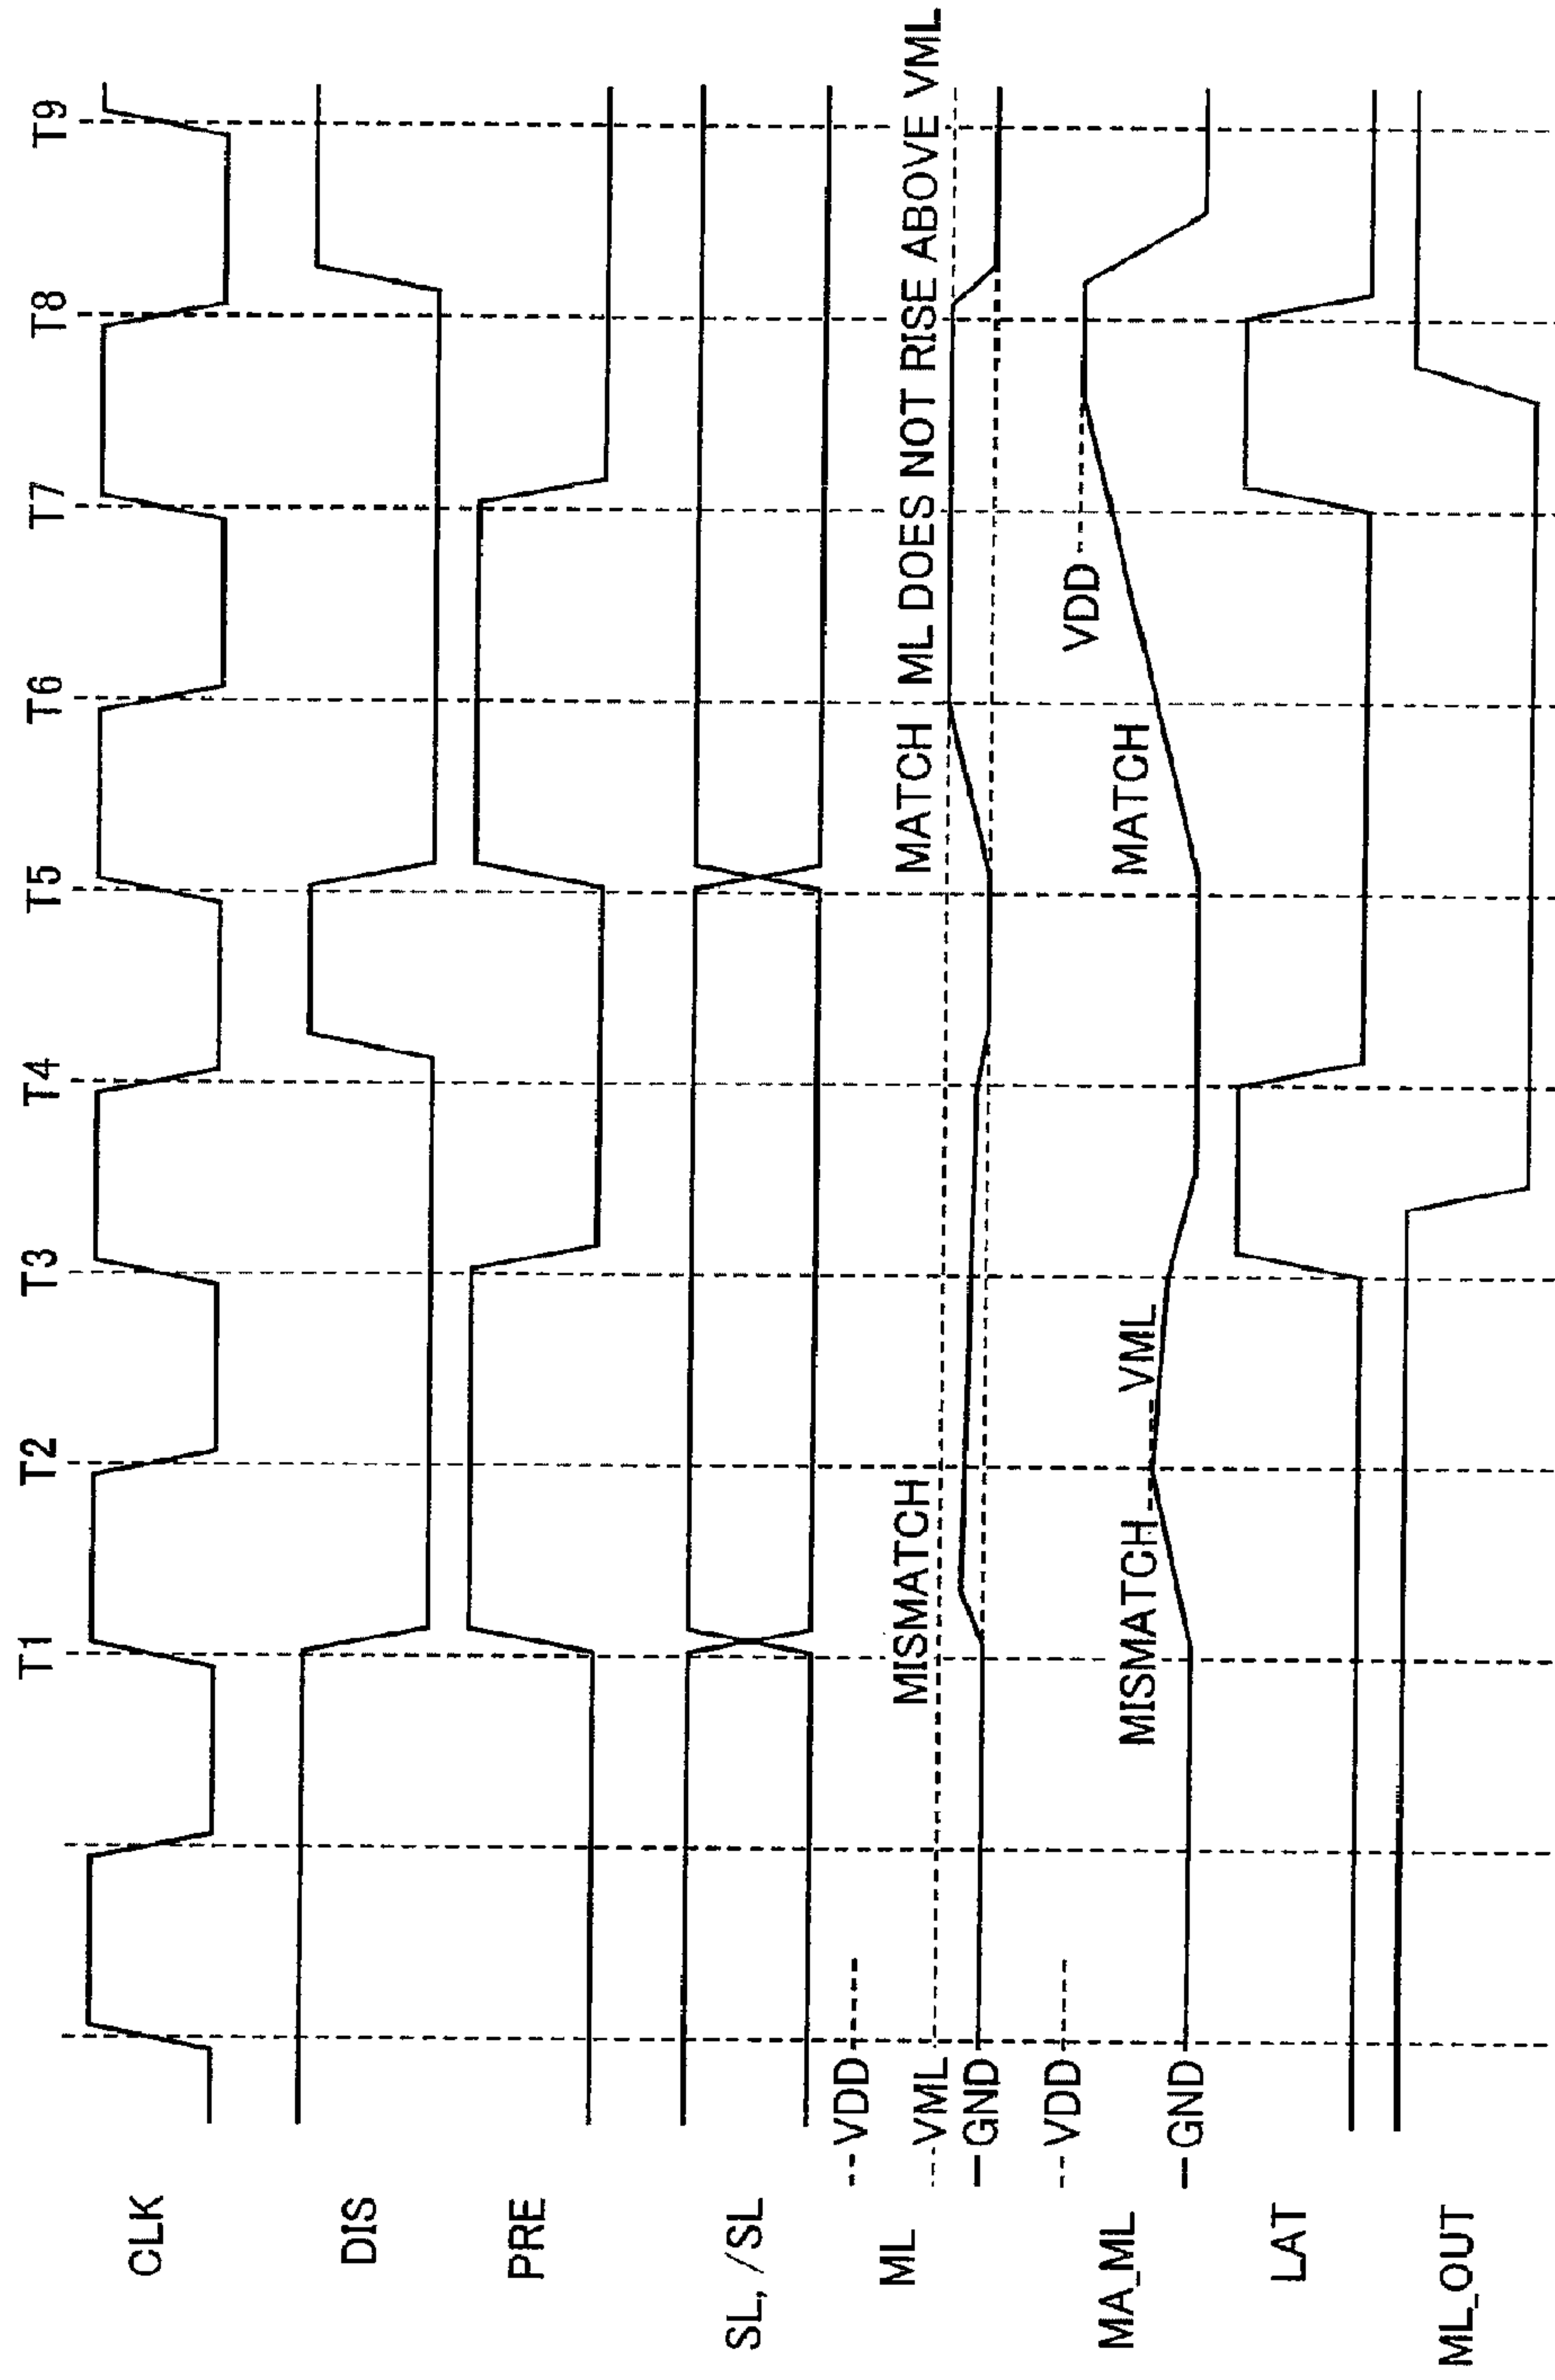 T1 T2 T3 T4 T5 T6 T7 T8 T9
CLK
DIS
PRE
SL, /SL
VDD
MISMATCH MATCH ML DOES NOT RISE ABOVE VML
VML
ML
GND
VDD
VDD
MISMATCH VML MATCH
MA_ML
GND
LAT
ML_OUT